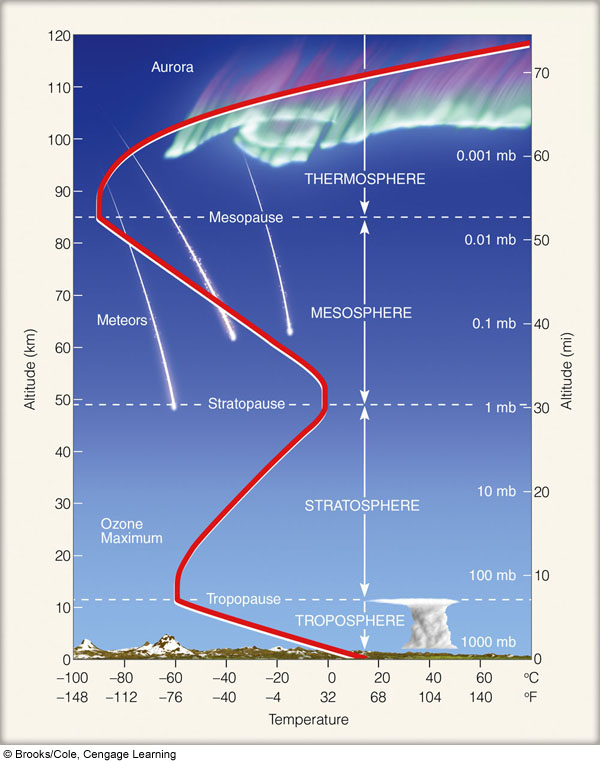 120
110
100
90
80
70
60
50
40
30
20
10
0
Altitude (km)
Aurora
THERMOSPHERE
Mesopause
Meteors
MESOSPHERE
Stratopause
STRATOSPHERE
Ozone
Maximum
Tropopause
TROPOSPHERE
0.001 mb
0.01 mb
0.1 mb
1 mb
10 mb
100 mb
1000 mb
70
60
50
40
30
20
10
0
Altitude (mi)
−100 −80 −60 −40 −20 0 20 40 60 °C
−148 −112 −76 −40 −4 32 68 104 140 °F
Temperature
© Brooks/Cole, Cengage Learning